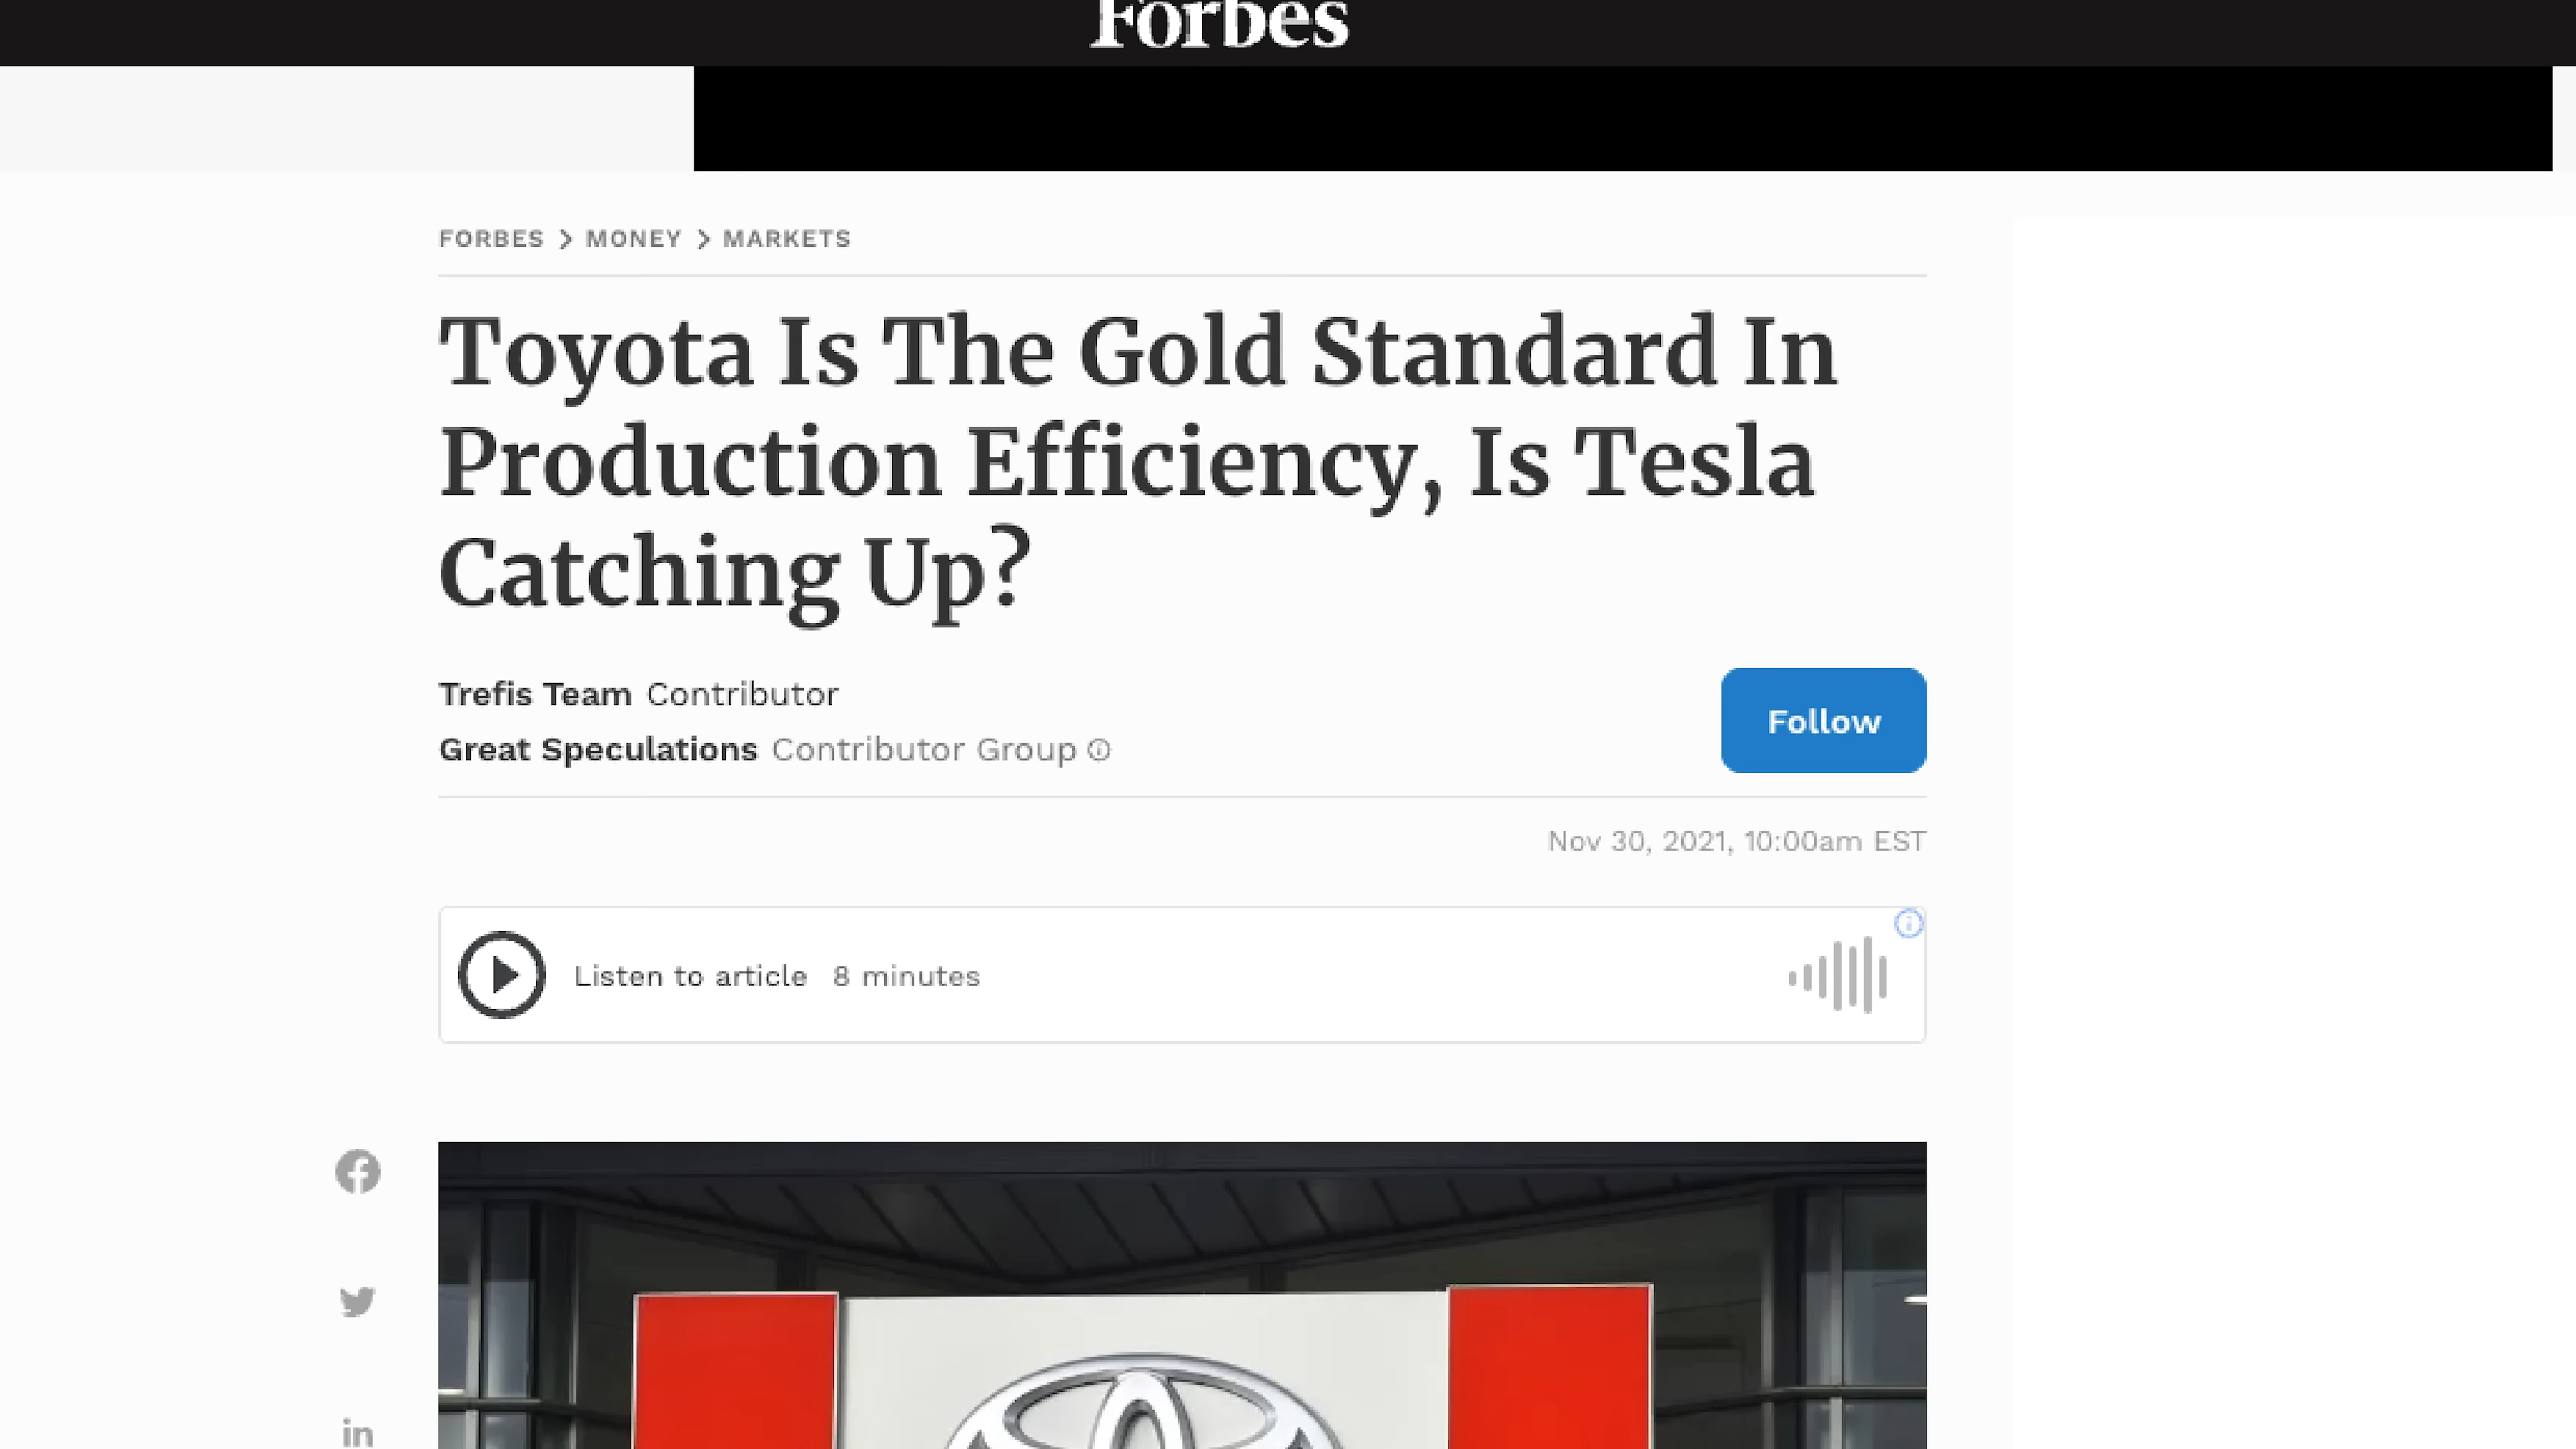 Forbes
FORBES > MONEY > MARKETS
Toyota Is The Gold Standard In
Production Efficiency, Is Tesla
Catching Up?
Trefis Team Contributor
Great Speculations Contributor Group
Follow
Nov 30, 2021, 10:00am EST
Listen to article 8 minutes
in